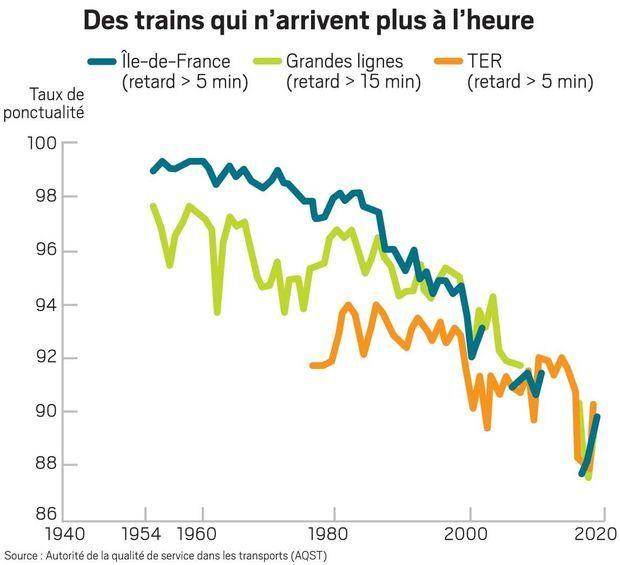 Des trains qui n'arrivent plus à l'heure
Île-de-France
(retard > 5 min)
Grandes lignes
(retard > 15 min)
TER
(retard > 5 min)
Taux de
ponctualité
100
98
96
94
92
90
88
86
1940
1954
1960
1980
2000
2020
Source : Autorité de la qualité de service dans les transports (AQST)